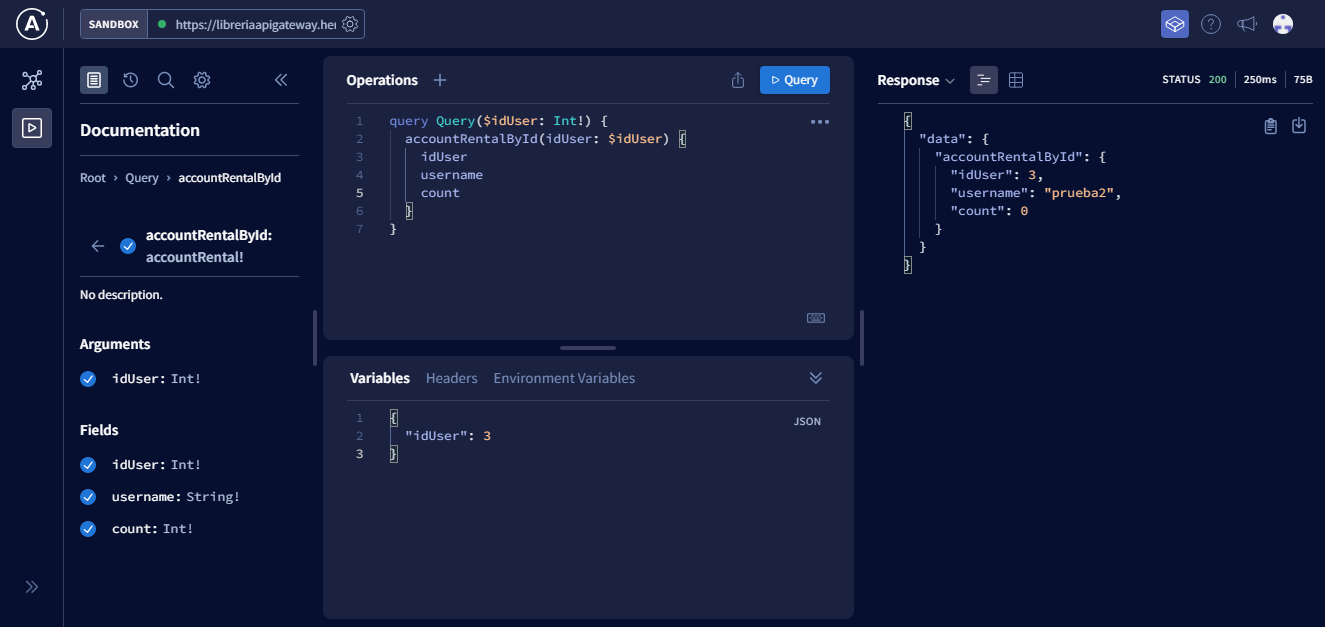 SANDBOX
https://libreriaapigateway.her
Documentation
Root › Query › accountRentalById
accountRentalById:
accountRental!
No description.
Arguments
idUser: Int!
Fields
idUser: Int!
username: String!
count: Int!
Operations
Query
1 query Query($idUser: Int!) {
2 accountRentalById(idUser: $idUser) {
3 idUser
4 username
5 count
6 }
7 }
Variables Headers Environment Variables
JSON
1 {
2 "idUser": 3
3 }
Response
STATUS 200 250ms 75B
{
"data": {
"accountRentalById": {
"idUser": 3,
"username": "prueba2",
"count": 0
}
}
}